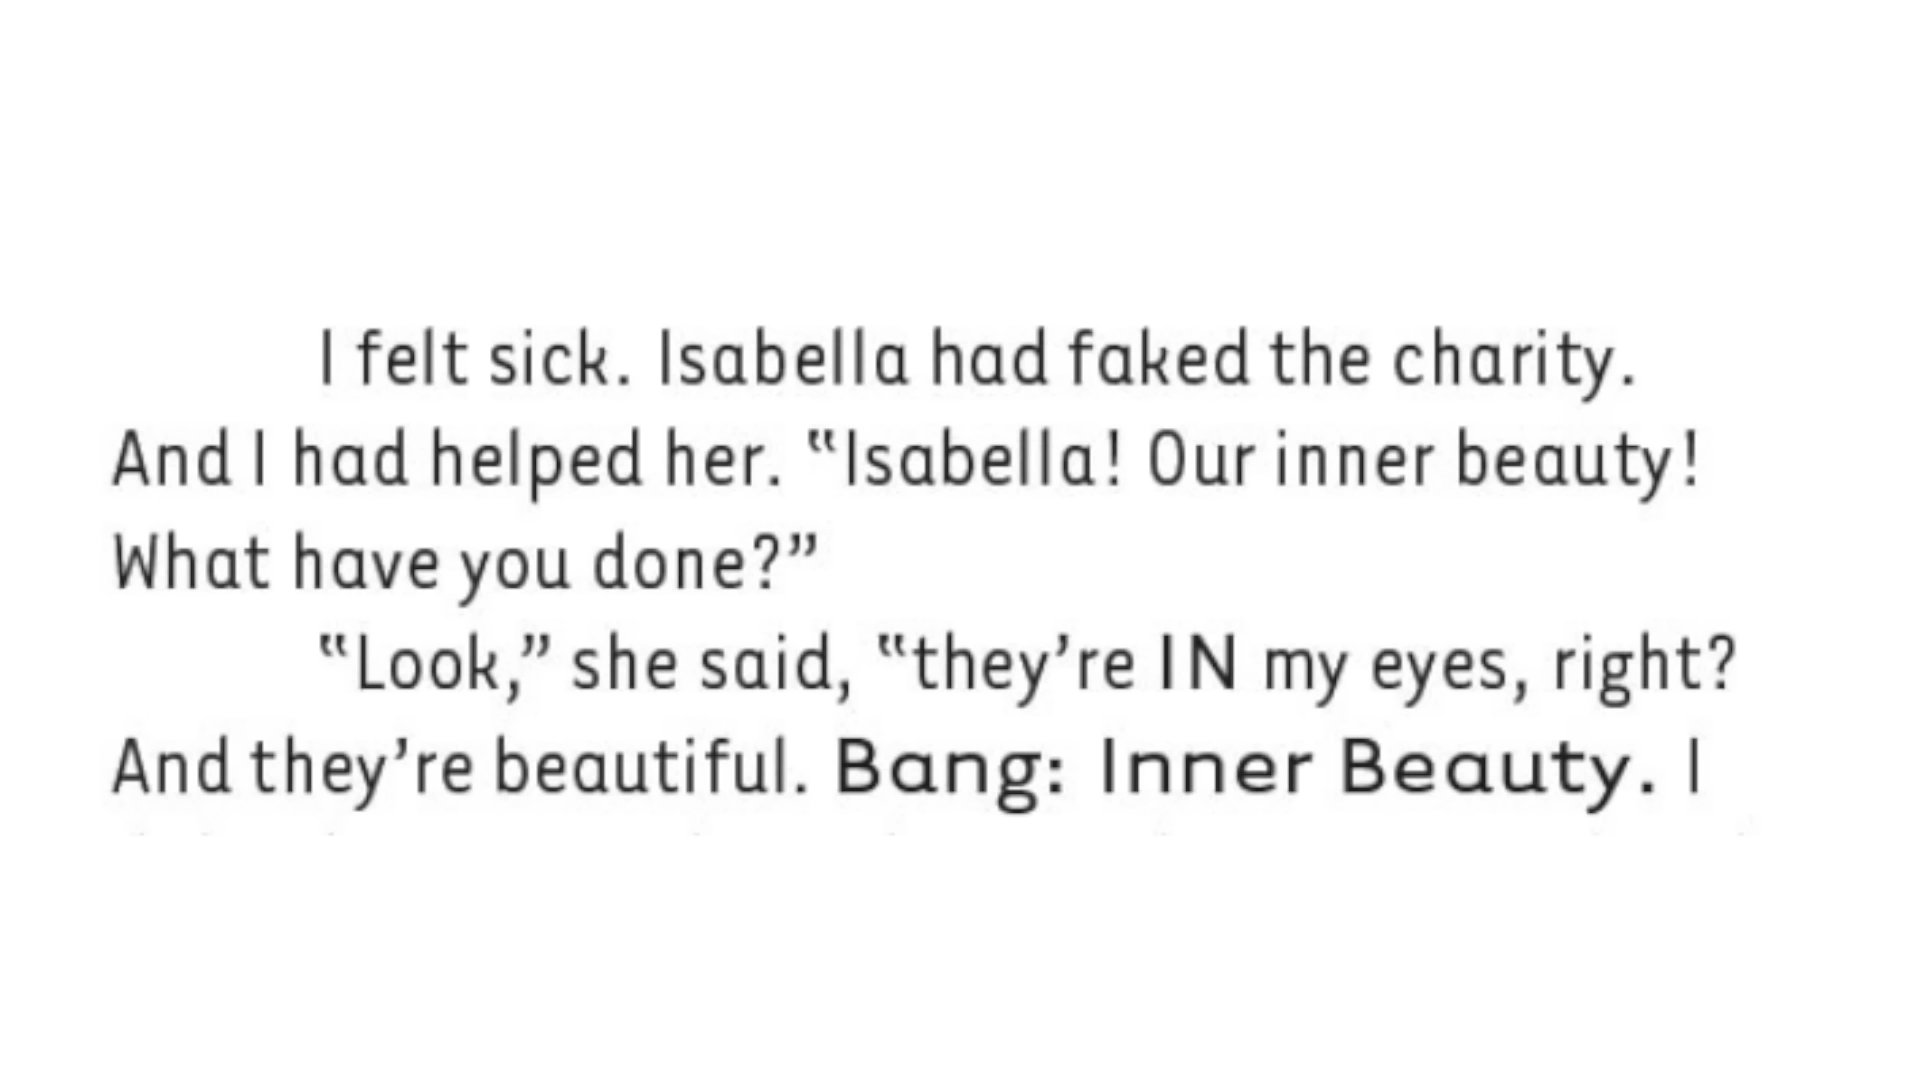 I felt sick. Isabella had faked the charity.
And I had helped her. “Isabella! Our inner beauty!
What have you done?”
“Look,” she said, “they’re IN my eyes, right?
And they’re beautiful. Bang: Inner Beauty. I